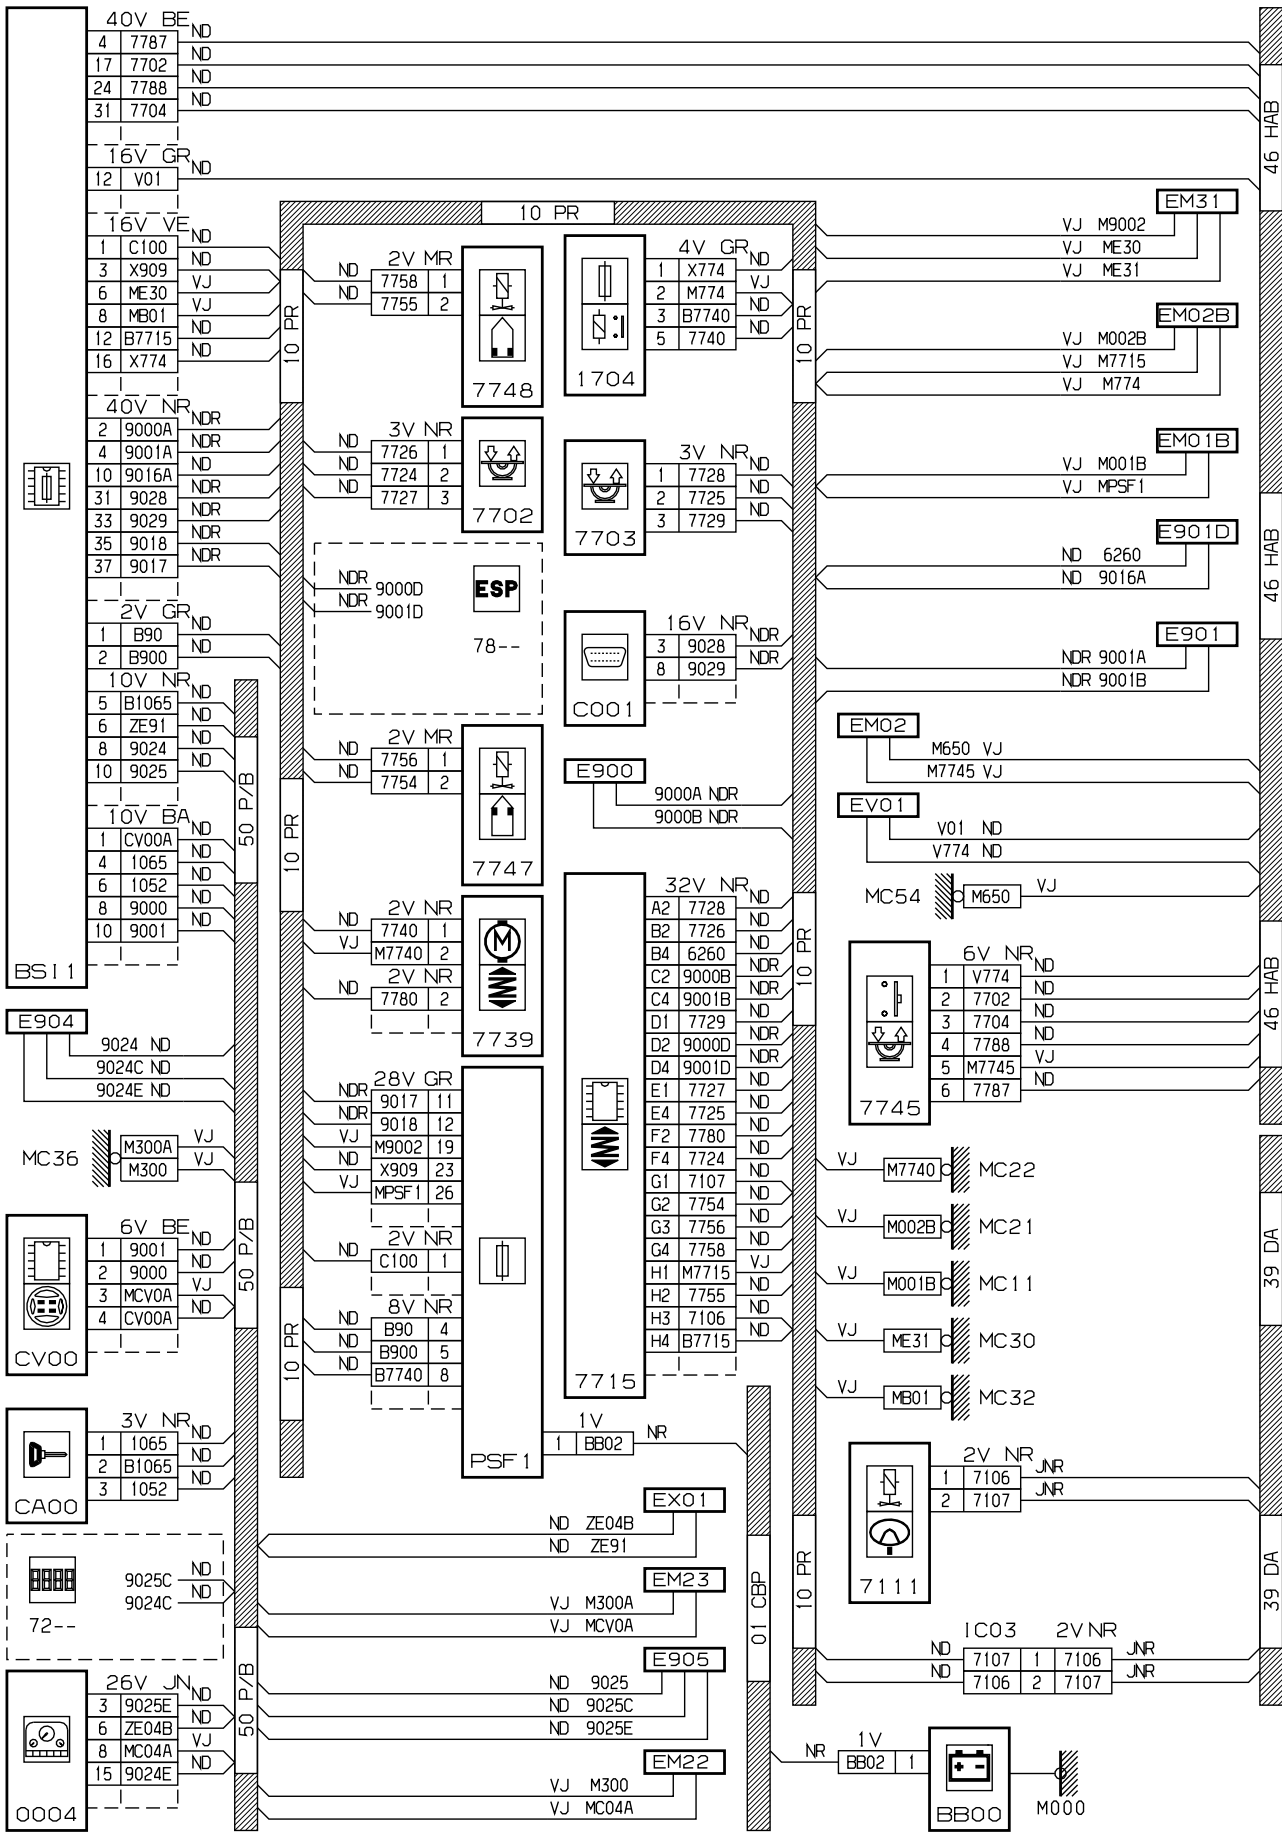 40V BE
4 7787 ND
17 7702 ND
24 7788 ND
31 7704 ND
16V GR
12 V01 ND
16V VE
1 C100 ND
3 X909 ND
6 ME30 VJ
8 MB01 VJ
12 B7715 ND
16 X774 ND
40V NR
2 9000A NDR
4 9001A NDR
10 9016A ND
31 9028 NDR
33 9029 NDR
35 9018 NDR
37 9017 NDR
2V GR
1 B90 ND
2 B900 ND
10V NR
5 B1065 ND
6 ZE91 ND
8 9024 ND
10 9025 ND
10V BA
1 CV00A ND
4 1065 ND
6 1052 ND
8 9000 ND
10 9001 ND
BSI1
E904
9024 ND
9024C ND
9024E ND
MC36
M300A VJ
M300 VJ
6V BE
1 9001 ND
2 9000 ND
3 MCV0A VJ
4 CV00A ND
CV00
3V NR
1 1065 ND
2 B1065 ND
3 1052 ND
CA00
9025C ND
9024C ND
72--
26V JN
3 9025E ND
6 ZE04B ND
8 MC04A VJ
15 9024E ND
0004
50 P/B
50 P/B
50 P/B
10 PR
10 PR
10 PR
10 PR
2V MR
ND 7758 1
ND 7755 2
7748
3V NR
ND 7726 1
ND 7724 2
ND 7727 3
7702
NDR 9000D
NDR 9001D
ESP
78--
2V MR
ND 7756 1
ND 7754 2
7747
2V NR
ND 7740 1
VJ M7740 2
2V NR
ND 7780 2
7739
28V GR
NDR 9017 11
NDR 9018 12
VJ M9002 19
ND X909 23
VJ MPSF1 26
2V NR
ND C100 1
8V NR
ND B90 4
ND B900 5
ND B7740 8
PSF1
1V
1 BB02 NR
4V GR
1 X774 ND
2 M774 VJ
3 B7740 ND
5 7740 ND
1704
3V NR
1 7728 ND
2 7725 ND
3 7729 ND
7703
16V NR
3 9028 NDR
8 9029 NDR
C001
E900
9000A NDR
9000B NDR
32V NR
A2 7728 ND
B2 7726 ND
B4 6260 ND
C2 9000B NDR
C4 9001B NDR
D1 7729 ND
D2 9000D NDR
D4 9001D NDR
E1 7727 ND
E4 7725 ND
F2 7780 ND
F4 7724 ND
G1 7107 ND
G2 7754 ND
G3 7756 ND
G4 7758 ND
H1 M7715 VJ
H2 7755 ND
H3 7106 ND
H4 B7715 ND
7715
EX01
ND ZE04B
ND ZE91
EM23
VJ M300A
VJ MCV0A
E905
ND 9025
ND 9025C
ND 9025E
EM22
VJ M300
VJ MC04A
01 CBP
10 PR
10 PR
10 PR
EM31
VJ M9002
VJ ME30
VJ ME31
EM02B
VJ M002B
VJ M7715
VJ M774
EM01B
VJ M001B
VJ MPSF1
E901D
ND 6260
ND 9016A
E901
NDR 9001A
NDR 9001B
EM02
M650 VJ
M7745 VJ
EV01
V01 ND
V774 ND
MC54 M650 VJ
6V NR
1 V774 ND
2 7702 ND
3 7704 ND
4 7788 ND
5 M7745 VJ
6 7787 ND
7745
VJ M7740 MC22
VJ M002B MC21
VJ M001B MC11
VJ ME31 MC30
VJ MB01 MC32
2V NR
1 7106 JNR
2 7107 JNR
7111
IC03 2V NR
ND 7107 1 7106 JNR
ND 7106 2 7107 JNR
1V
NR BB02 1
BB00
M000
46 HAB
46 HAB
46 HAB
39 DA
39 DA